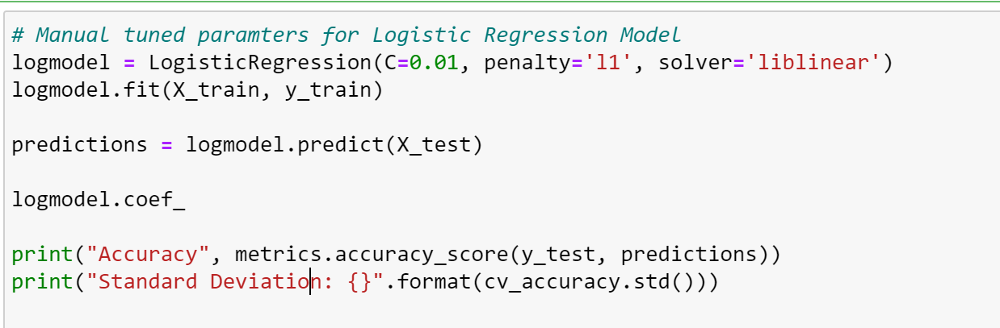 # Manual tuned paramters for Logistic Regression Model
logmodel = LogisticRegression(C=0.01, penalty='l1', solver='liblinear')
logmodel.fit(X_train, y_train)
predictions = logmodel.predict(X_test)
logmodel.coef_
print("Accuracy", metrics.accuracy_score(y_test, predictions))
print("Standard Deviation: {}".format(cv_accuracy.std()))